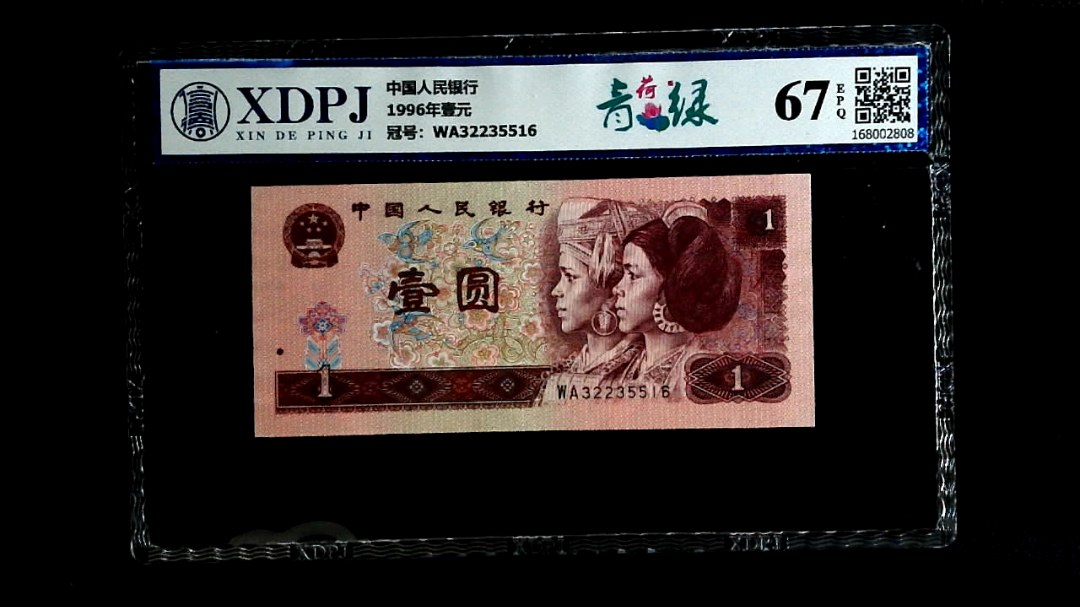 XDPJ
XIN DE PING JI
中国人民银行
1996年壹元
冠号：WA32235516
青荷绿
67
EPQ
168002808
中国人民银行
1
壹圆
1
WA32235516
1
XDPJ
XDPJ